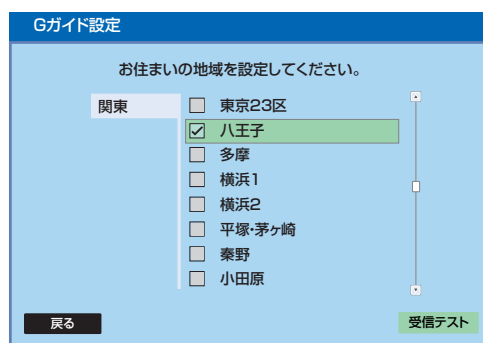 Gガイド設定
お住まいの地域を設定してください。
関東
東京23区
八王子
多摩
横浜1
横浜2
平塚・茅ヶ崎
秦野
小田原
戻る
受信テスト